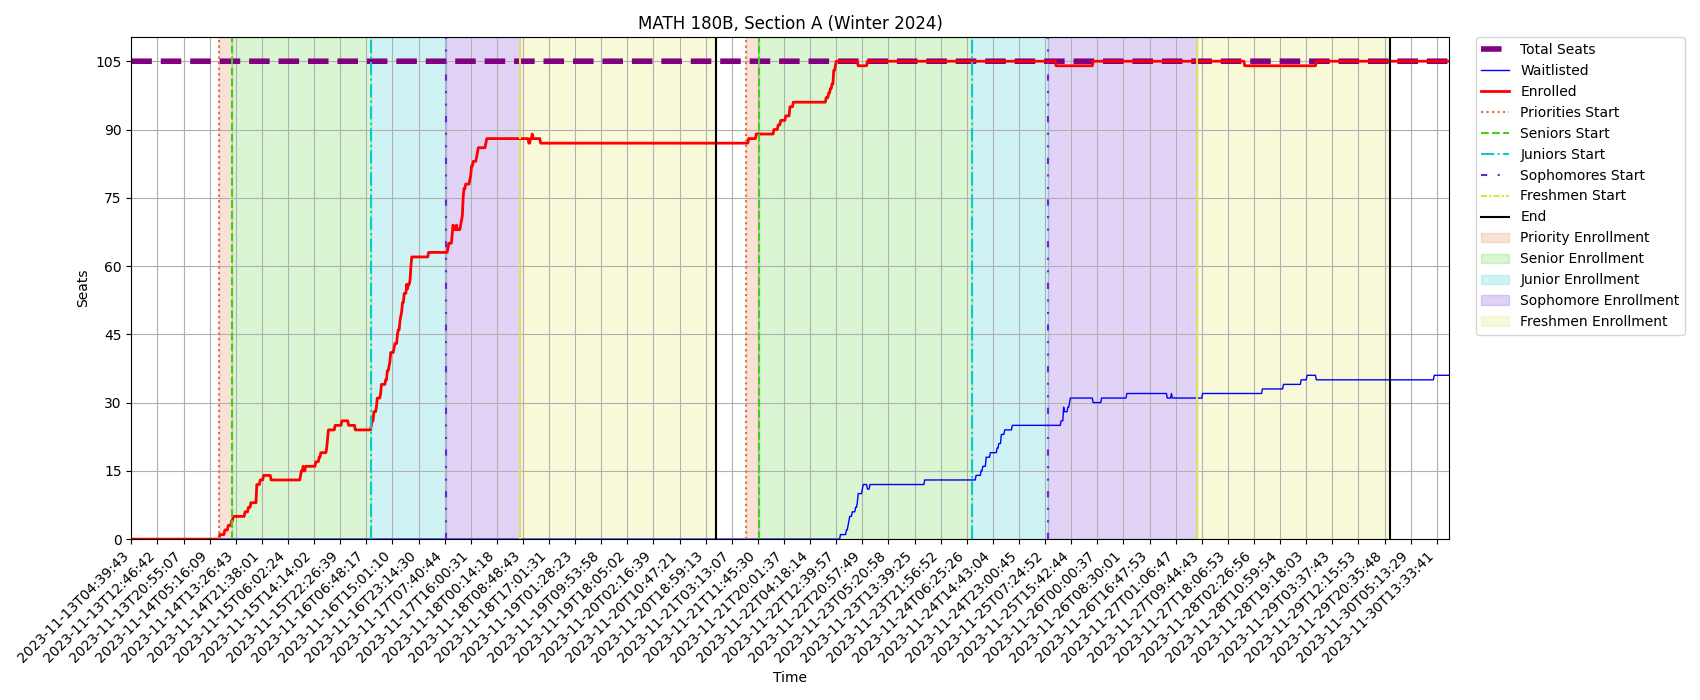 MATH 180B, Section A (Winter 2024)
Seats
105
90
75
60
45
30
15
0
2023-11-13T04:39:43
2023-11-13T12:46:42
2023-11-13T20:55:07
2023-11-14T05:16:09
2023-11-14T13:26:43
2023-11-14T21:38:01
2023-11-15T06:02:24
2023-11-15T14:14:02
2023-11-15T22:26:39
2023-11-16T06:48:17
2023-11-16T15:01:10
2023-11-16T23:14:30
2023-11-17T07:40:44
2023-11-17T16:00:31
2023-11-18T00:14:18
2023-11-18T08:48:43
2023-11-18T17:01:31
2023-11-19T01:28:23
2023-11-19T09:53:58
2023-11-19T18:05:02
2023-11-20T02:16:39
2023-11-20T10:47:21
2023-11-20T18:59:13
2023-11-21T03:13:07
2023-11-21T11:45:30
2023-11-21T20:01:37
2023-11-22T04:18:14
2023-11-22T12:39:57
2023-11-22T20:57:49
2023-11-23T05:20:58
2023-11-23T13:39:25
2023-11-23T21:56:52
2023-11-24T06:25:26
2023-11-24T14:43:04
2023-11-24T23:00:45
2023-11-25T07:24:52
2023-11-25T15:42:44
2023-11-26T00:00:37
2023-11-26T08:30:01
2023-11-26T16:47:53
2023-11-27T01:06:47
2023-11-27T09:44:43
2023-11-27T18:06:53
2023-11-28T02:26:56
2023-11-28T10:59:54
2023-11-28T19:18:03
2023-11-29T03:37:43
2023-11-29T12:15:53
2023-11-29T20:35:48
2023-11-30T05:13:29
2023-11-30T13:33:41
Time
Total Seats
Waitlisted
Enrolled
Priorities Start
Seniors Start
Juniors Start
Sophomores Start
Freshmen Start
End
Priority Enrollment
Senior Enrollment
Junior Enrollment
Sophomore Enrollment
Freshmen Enrollment